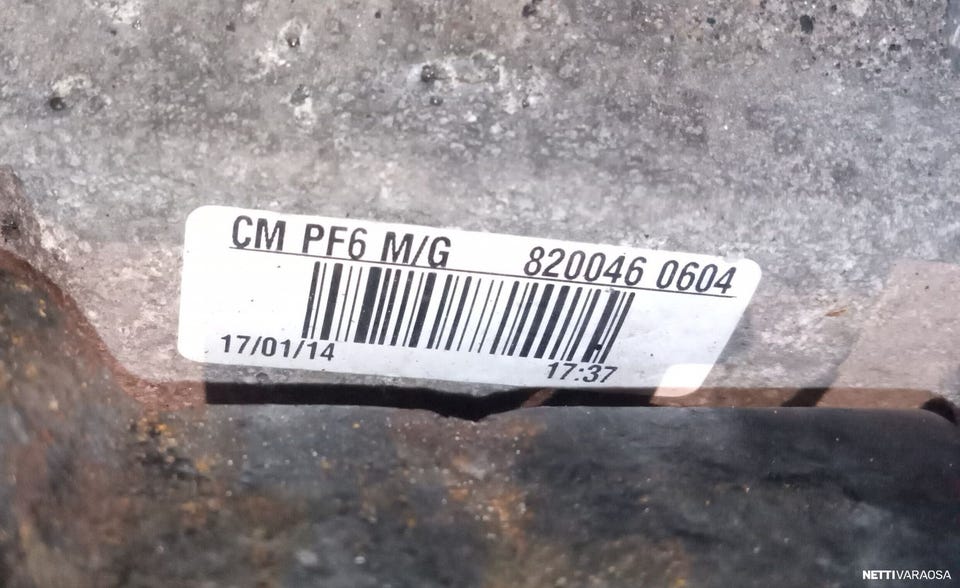 CM PF6 M/G 820046 0604
17/01/14 17:37
NETTIVARAOSA